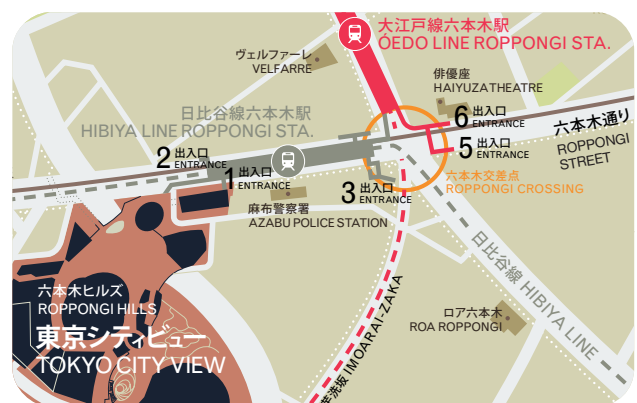 大江戸線六本木駅
OEDO LINE ROPPONGI STA.
ヴェルファーレ
VELFARRE
俳優座
HAIYUZA THEATRE
日比谷線六本木駅
HIBIYA LINE ROPPONGI STA.
6 出入口
ENTRANCE
六本木通り
ROPPONGI
STREET
5 出入口
ENTRANCE
2 出入口
ENTRANCE
1 出入口
ENTRANCE
3 出入口
ENTRANCE
六本木交差点
ROPPONGI CROSSING
麻布警察署
AZABU POLICE STATION
日比谷線 HIBIYA LINE
六本木ヒルズ
ROPPONGI HILLS
東京シティビュー
TOKYO CITY VIEW
ロア六本木
ROA ROPPONGI
芋洗坂 IMOARAI-ZAKA